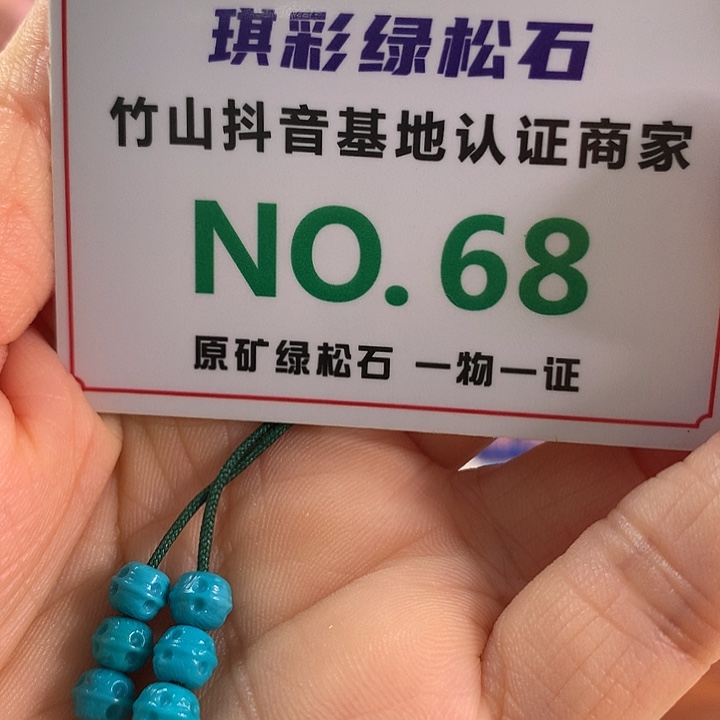 琪彩绿松石
竹山抖音基地认证商家
NO. 68
原矿绿松石 一物一证